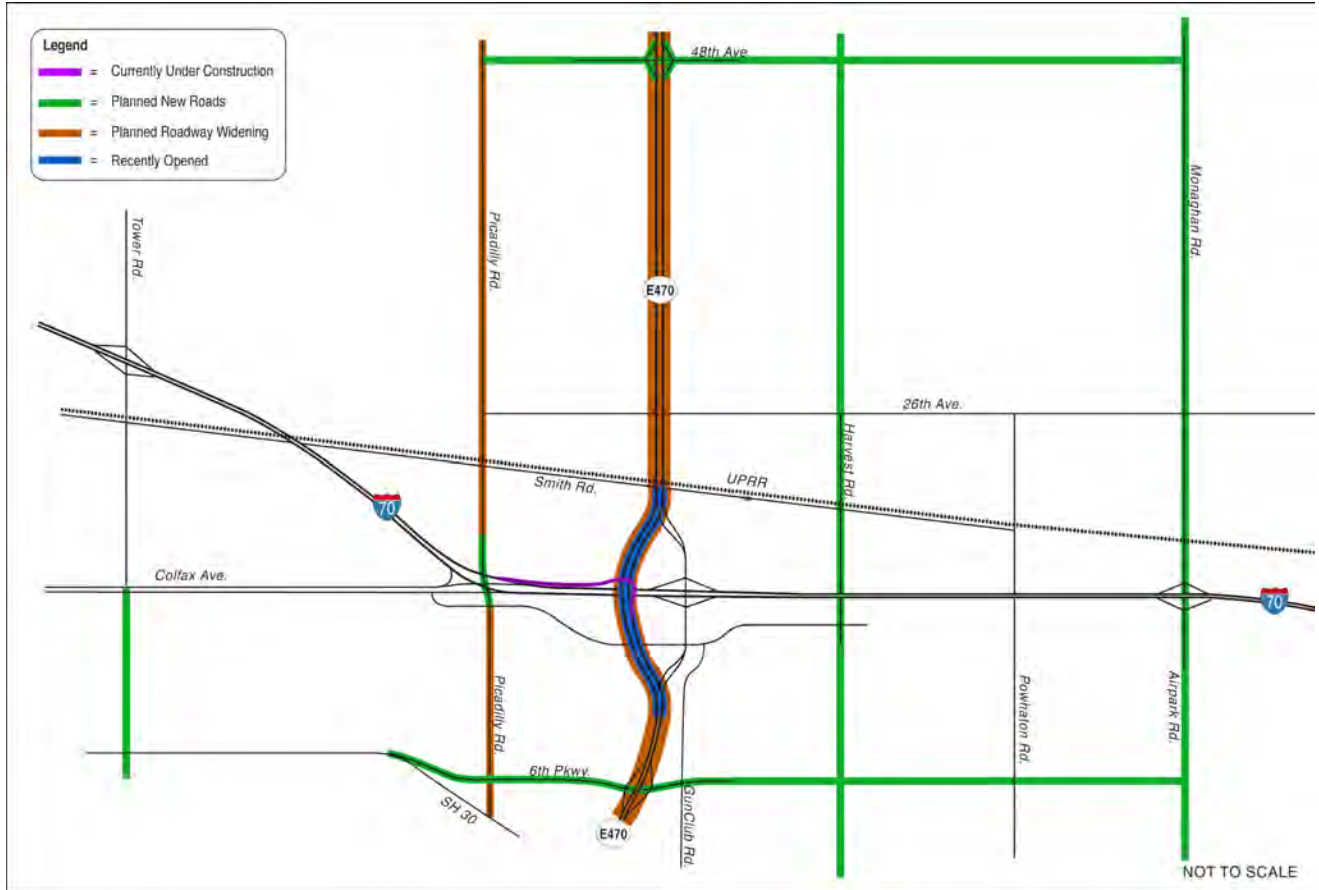 Legend
= Currently Under Construction
= Planned New Roads
= Planned Roadway Widening
= Recently Opened
48th Ave
Tower Rd.
Picadilly Rd.
Monaghan Rd.
E470
26th Ave.
Harvest Rd.
UPRR
Smith Rd.
70
Colfax Ave.
70
Picadilly Rd.
Powhaton Rd.
Airpark Rd.
6th Pkwy.
SH 30
GunClub Rd.
E470
NOT TO SCALE